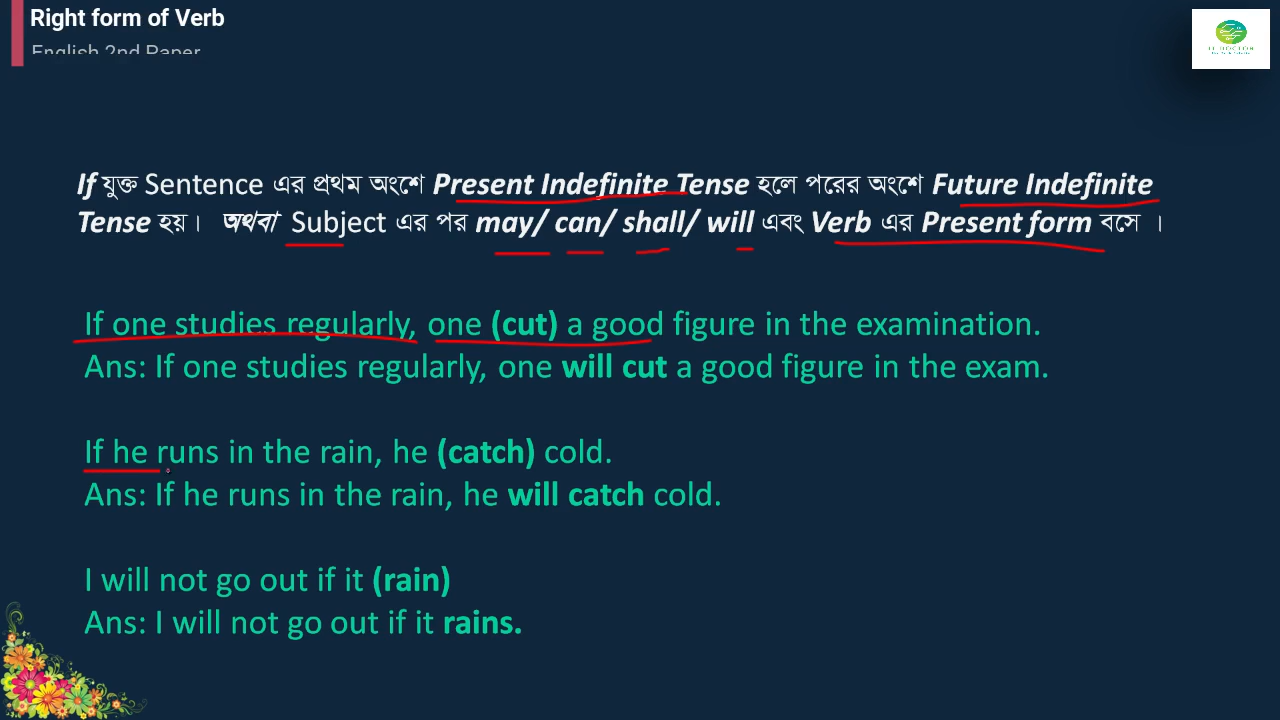 Right form of Verb
English 2nd Paper
If যুক্ত Sentence এর প্রথম অংশে Present Indefinite Tense হলে পরের অংশে Future Indefinite
Tense হয়। অথবা Subject এর পর may/ can/ shall/ will এবং Verb এর Present form বসে ।
If one studies regularly, one (cut) a good figure in the examination.
Ans: If one studies regularly, one will cut a good figure in the exam.
If he runs in the rain, he (catch) cold.
Ans: If he runs in the rain, he will catch cold.
I will not go out if it (rain)
Ans: I will not go out if it rains.